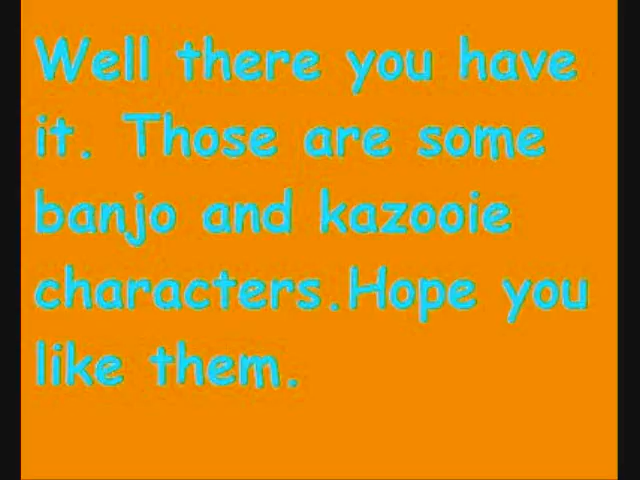 Well there you have
it. Those are some
banjo and kazooie
characters.Hope you
like them.